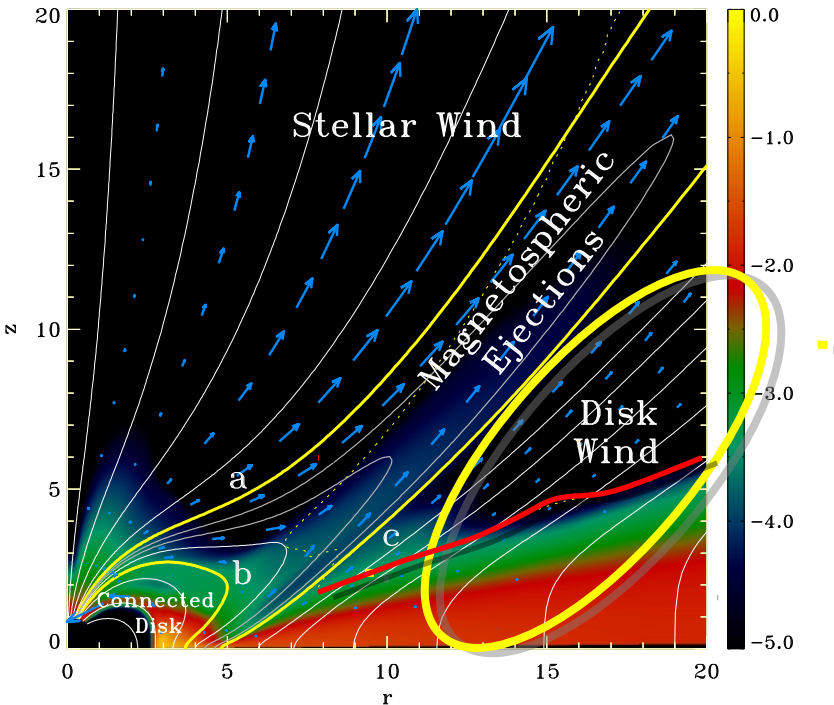 20
15
10
5
0
z
0
5
10
15
20
r
Stellar Wind
Magnetospheric
Ejections
Disk
Wind
a
b
c
Connected
Disk
0.0
-1.0
-2.0
-3.0
-4.0
-5.0